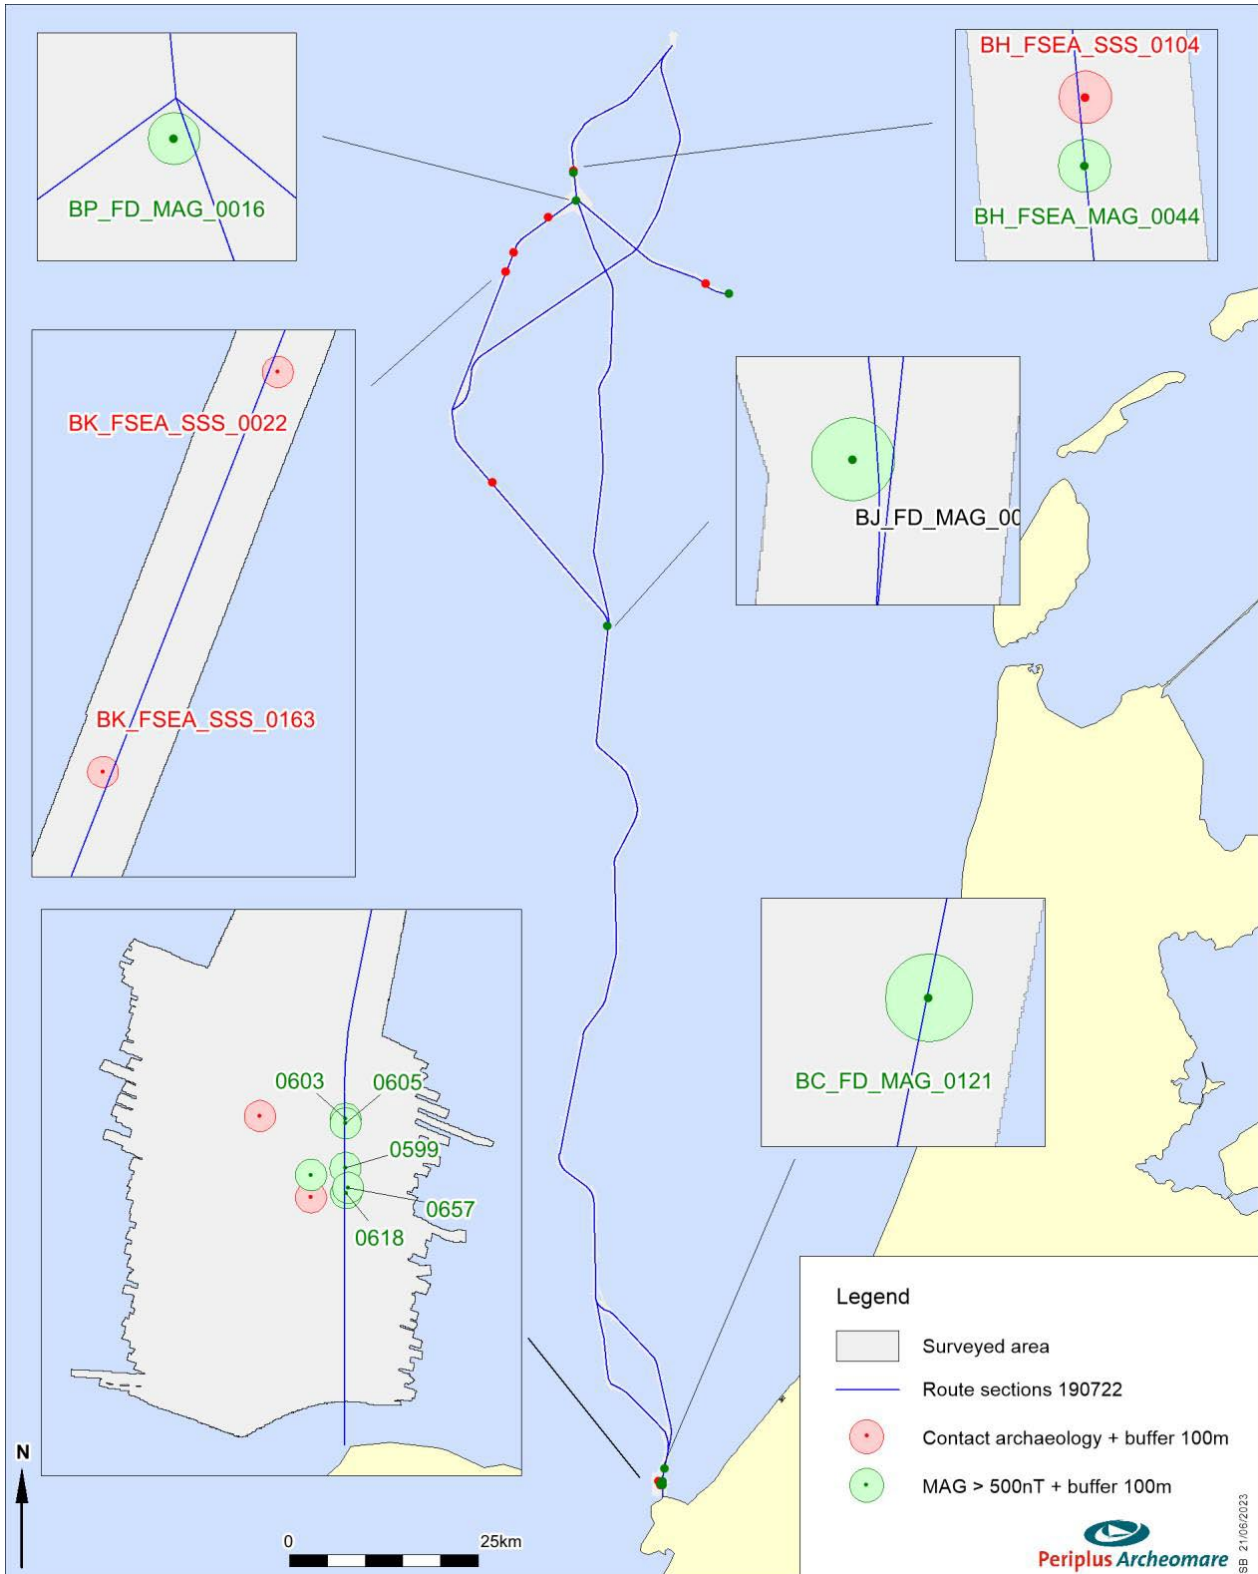 BH_FSEA_SSS_0104
BH_FSEA_MAG_0044
BP_FD_MAG_0016
BK_FSEA_SSS_0022
BK_FSEA_SSS_0163
BJ_FD_MAG_00
BC_FD_MAG_0121
0603
0605
0599
0657
0618
N
0
25km
Legend
Surveyed area
Route sections 190722
Contact archaeology + buffer 100m
MAG > 500nT + buffer 100m
Periplus Archeomare
SB 21/06/2023